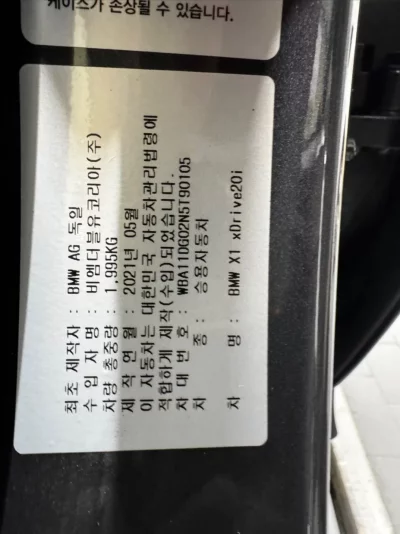 케이스가 손상될 수 있습니다.
최초 제작자 : BMW AG 독일
수 입 자 명 : 비엠더블유코리아(주)
차량 총중량 : 1,995KG
제 작 연 월 : 2021년 05월
이 자동차는 대한민국 자동차관리법령에
적합하게 제작(수입)되었습니다.
차 대 번 호 : WBA11DG02N5T90105
차 종 : 승용자동차
차 명 : BMW X1 xDrive20i